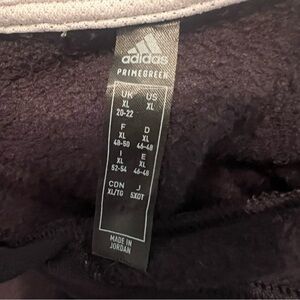 adidas
PRIMEGREEN
UK US
XL XL
20-22
F D
XL XL
48-50 46-48
I E
XL XL
52-54 46-48
CDN J
XL/TG 5XOT
MADE IN
JORDAN